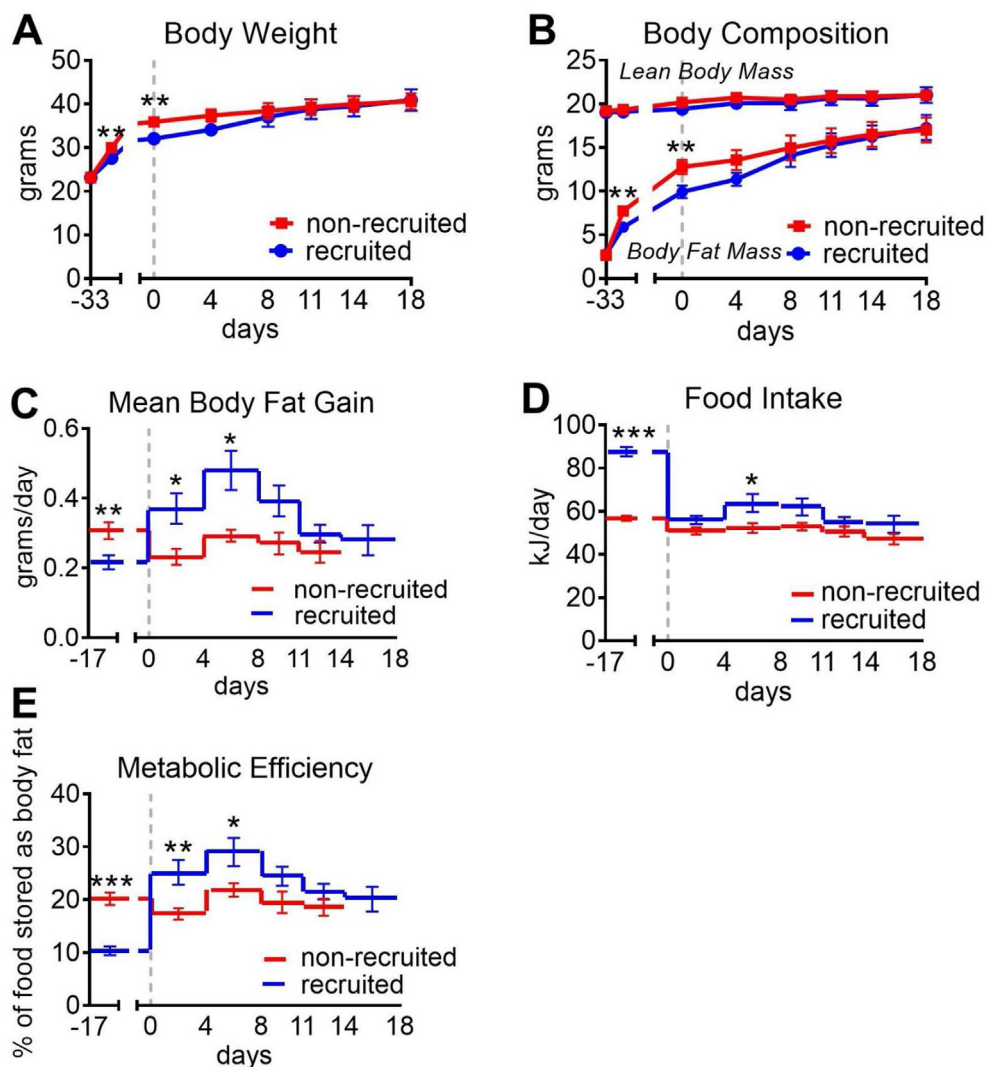 A
Body Weight
50
40
30
20
10
0
grams
**
**
non-recruited
recruited
-33
0
4
8
11
14
18
days
B
Body Composition
25
20
15
10
5
0
grams
Lean Body Mass
**
**
non-recruited
Body Fat Mass
recruited
-33
0
4
8
11
14
18
days
C
Mean Body Fat Gain
0.6
0.4
0.2
0.0
grams/day
**
*
*
non-recruited
recruited
-17
0
4
8
11
14
18
days
D
Food Intake
100
80
60
40
20
0
kJ/day
***
*
non-recruited
recruited
-17
0
4
8
11
14
18
days
E
Metabolic Efficiency
40
30
20
10
0
% of food stored as body fat
***
**
*
non-recruited
recruited
-17
0
4
8
11
14
18
days